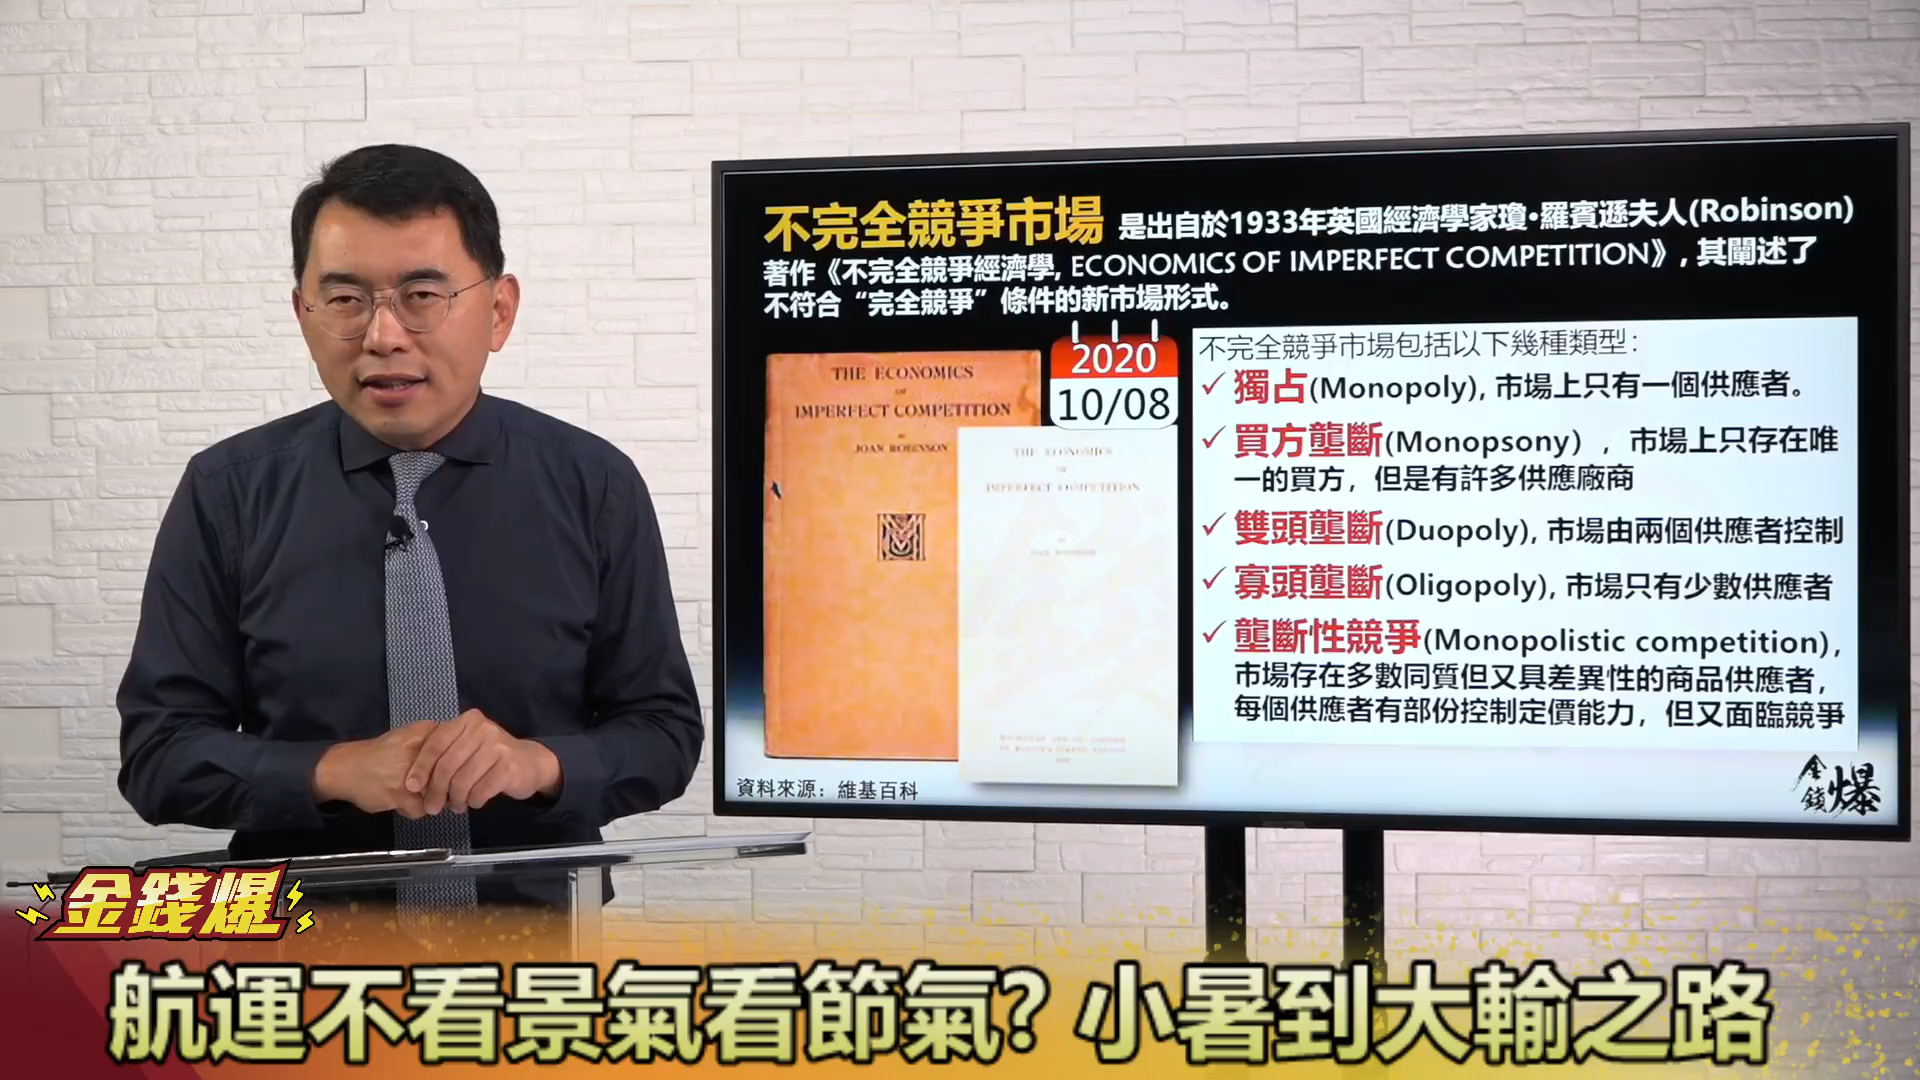 不完全競爭市場 是出自於1933年英國經濟學家瓊•羅賓遜夫人(Robinson)
著作《不完全競爭經濟學, ECONOMICS OF IMPERFECT COMPETITION》, 其闡述了
不符合“完全競爭”條件的新市場形式。
2020
10/08
THE ECONOMICS
OF
IMPERFECT COMPETITION
BY
JOAN ROBINSON
THE ECONOMICS
OF
IMPERFECT COMPETITION
不完全競爭市場包括以下幾種類型：
✓ 獨占(Monopoly), 市場上只有一個供應者。
✓ 買方壟斷(Monopsony)，市場上只存在唯
一的買方，但是有許多供應廠商
✓ 雙頭壟斷(Duopoly), 市場由兩個供應者控制
✓ 寡頭壟斷(Oligopoly), 市場只有少數供應者
✓ 壟斷性競爭(Monopolistic competition),
市場存在多數同質但又具差異性的商品供應者,
每個供應者有部份控制定價能力，但又面臨競爭
資料來源：維基百科
金錢爆
金錢爆
航運不看景氣看節氣? 小暑到大輸之路